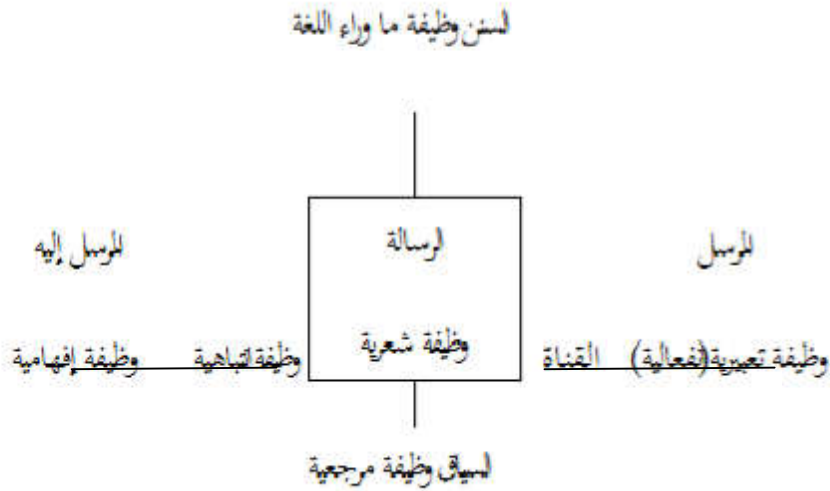 السنن وظيفة ما وراء اللغة
المرسل الرسالة المرسل إليه
وظيفة تعبيرية(انفعالية) القناة وظيفة شعرية وظيفة انتباهية وظيفة إفهامية
السياق وظيفة مرجعية